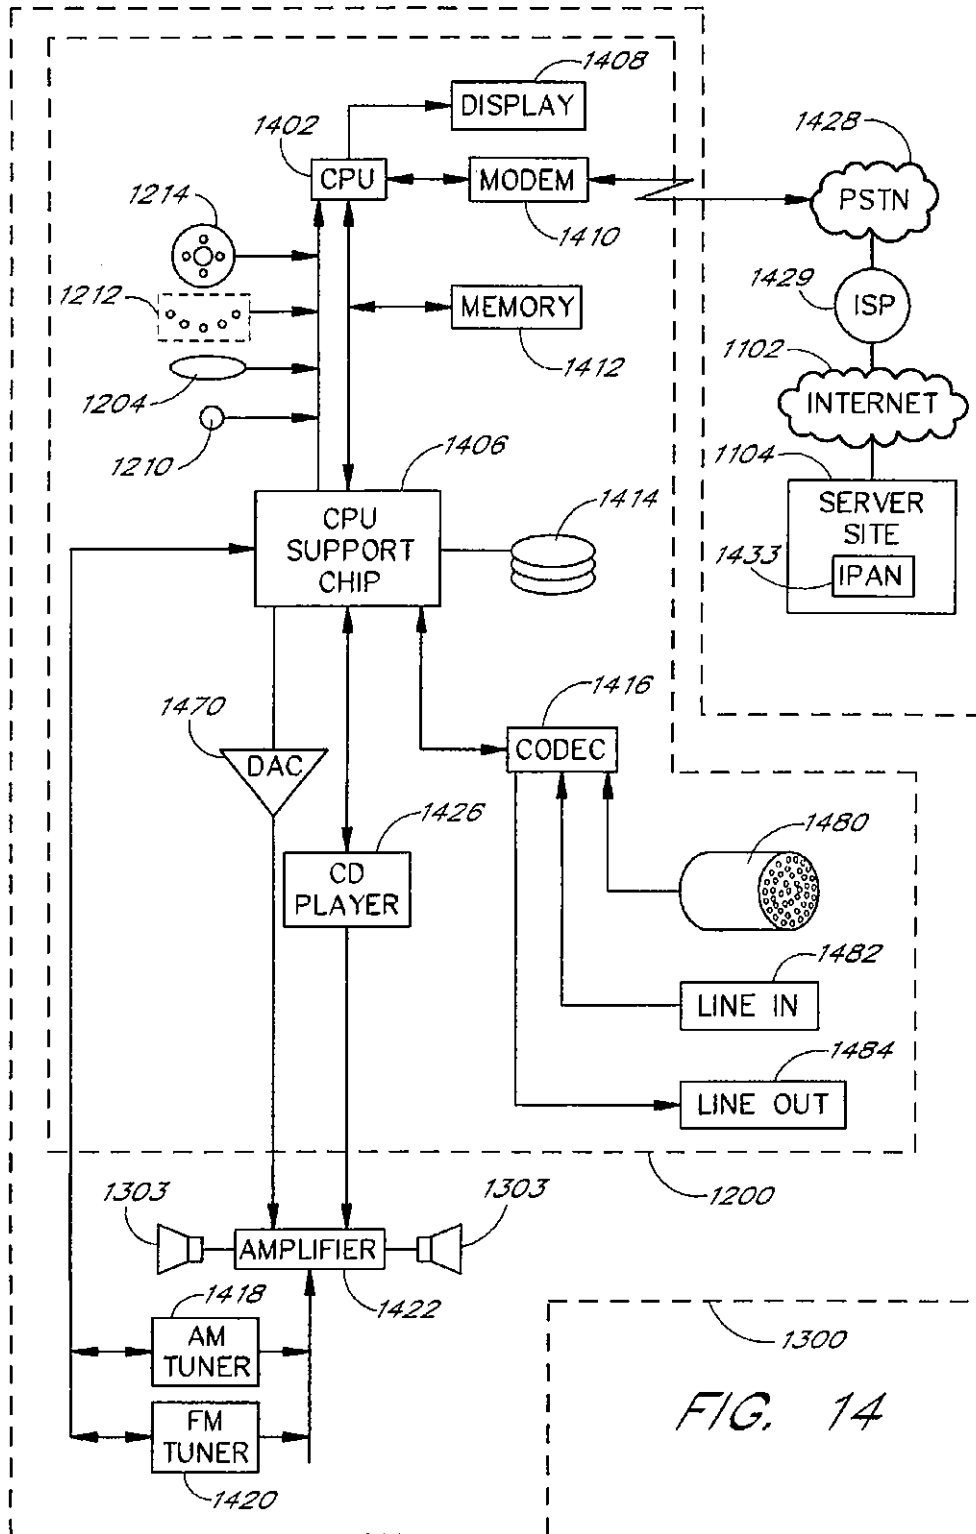 1408
DISPLAY
1402
CPU
MODEM
1410
1428
PSTN
1214
1212
MEMORY
1412
1429
ISP
1204
1102
INTERNET
1210
1406
1104
CPU
SUPPORT
CHIP
1414
SERVER
SITE
1433
IPAN
1470
DAC
1416
CODEC
1426
CD
PLAYER
1480
1482
LINE IN
1484
LINE OUT
1200
1303
1303
AMPLIFIER
1422
1418
AM
TUNER
1300
FM
TUNER
1420
FIG. 14